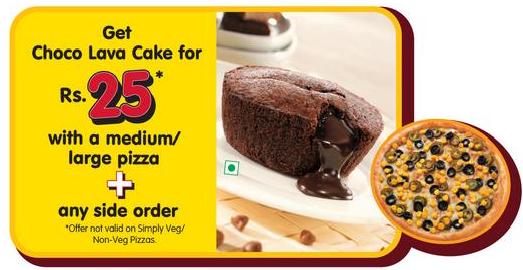 Get
Choco Lava Cake for
Rs. 25*
with a medium/
large pizza
+
any side order
*Offer not valid on Simply Veg/
Non-Veg Pizzas.